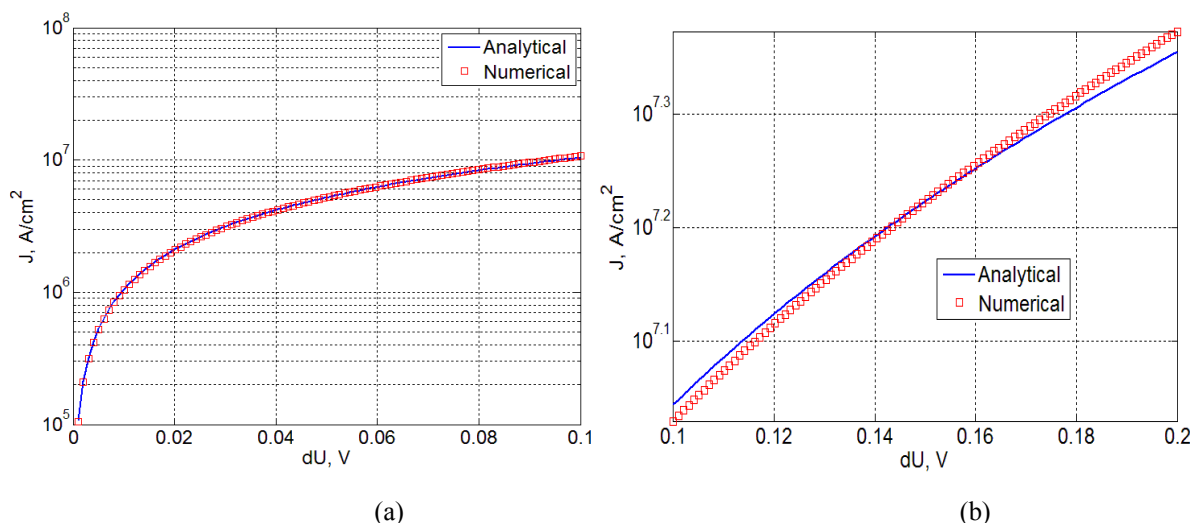 10^8
10^7
10^6
10^5
J, A/cm^2
Analytical
Numerical
0 0.02 0.04 0.06 0.08 0.1
dU, V
(a)
10^7.3
10^7.2
10^7.1
J, A/cm^2
Analytical
Numerical
0.1 0.12 0.14 0.16 0.18 0.2
dU, V
(b)